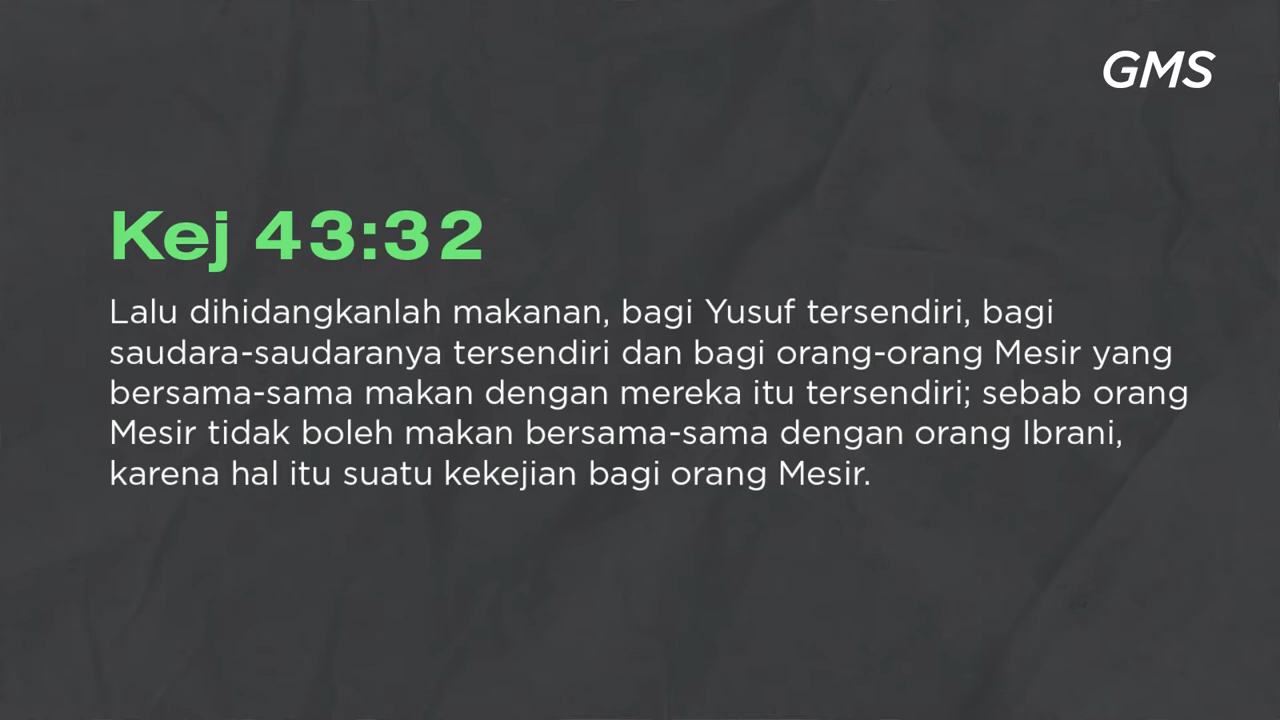 GMS
Kej 43:32
Lalu dihidangkanlah makanan, bagi Yusuf tersendiri, bagi
saudara-saudaranya tersendiri dan bagi orang-orang Mesir yang
bersama-sama makan dengan mereka itu tersendiri; sebab orang
Mesir tidak boleh makan bersama-sama dengan orang Ibrani,
karena hal itu suatu kekejian bagi orang Mesir.